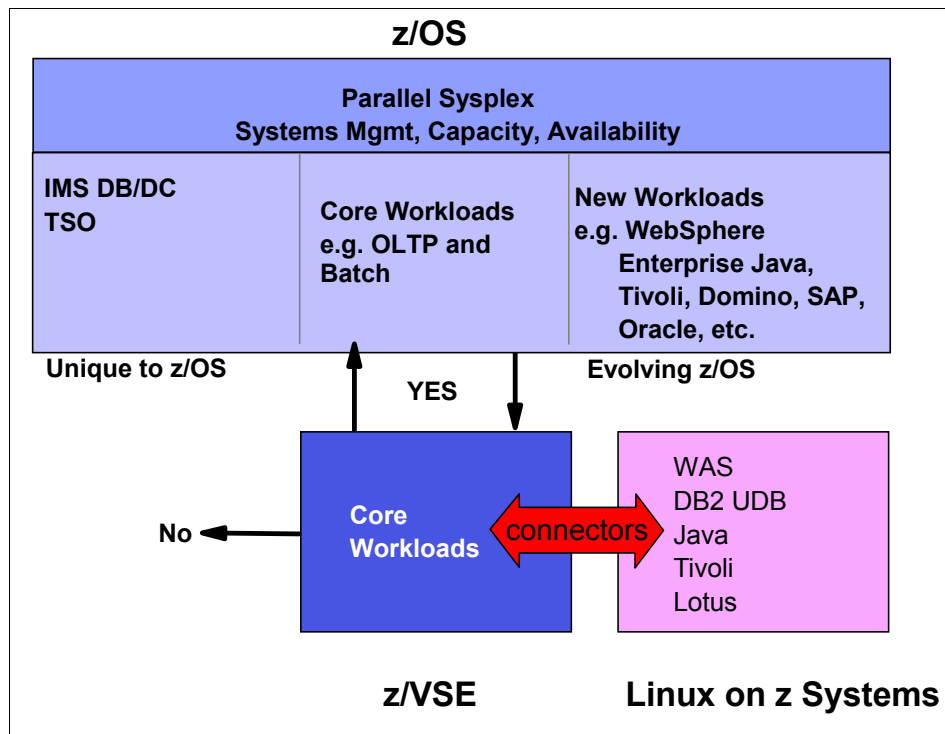 z/OS
Parallel Sysplex
Systems Mgmt, Capacity, Availability
IMS DB/DC
TSO
Core Workloads
e.g. OLTP and
Batch
New Workloads
e.g. WebSphere
Enterprise Java,
Tivoli, Domino, SAP,
Oracle, etc.
Unique to z/OS
YES
Evolving z/OS
No
Core
Workloads
connectors
WAS
DB2 UDB
Java
Tivoli
Lotus
z/VSE
Linux on z Systems